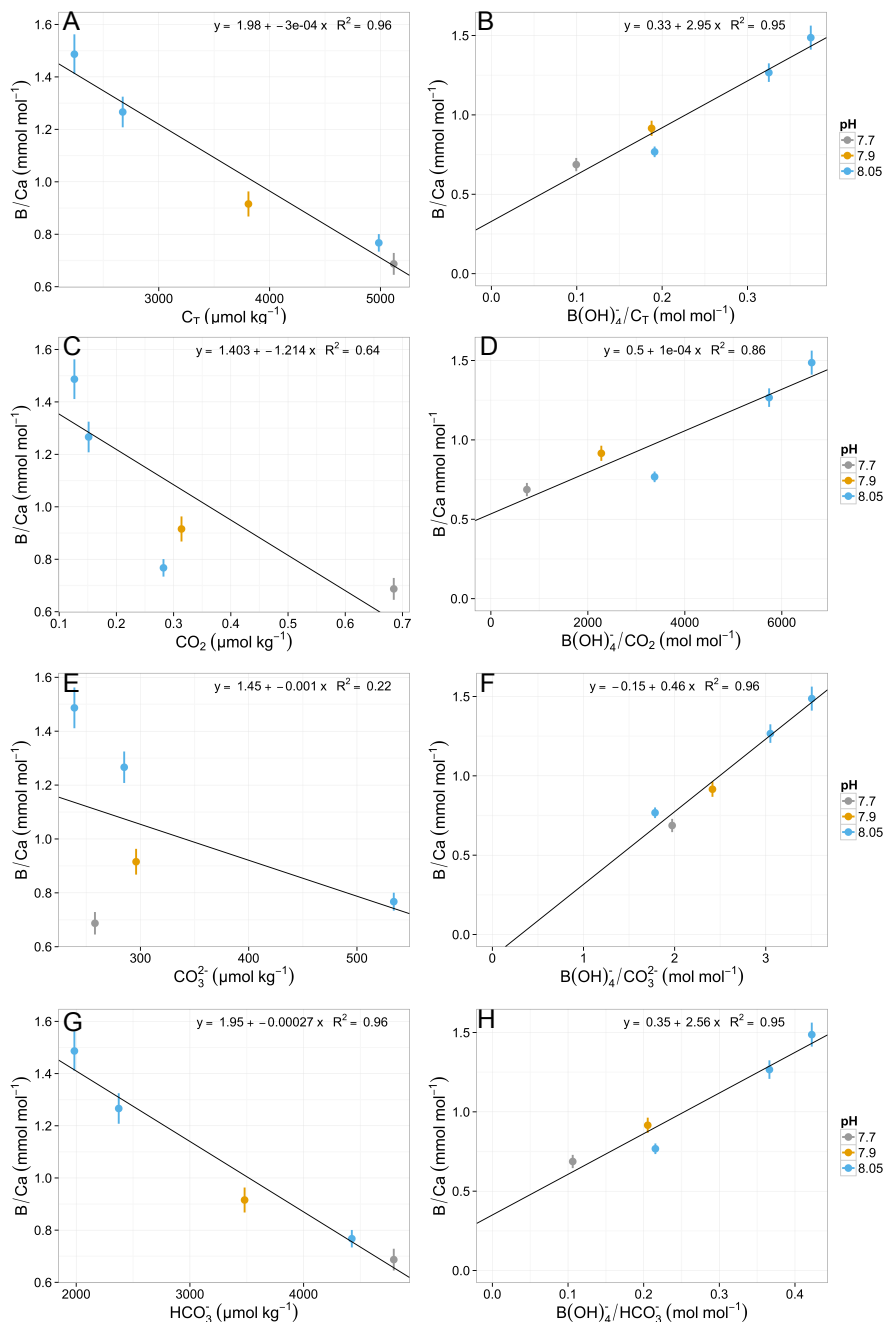 A
y = 1.98 + −3e−04 x R² = 0.96
B/Ca (mmol mol⁻¹)
1.6
1.4
1.2
1.0
0.8
0.6
3000 4000 5000
C_T (µmol kg⁻¹)
B
y = 0.33 + 2.95 x R² = 0.95
B/Ca (mmol mol⁻¹)
1.5
1.0
0.5
0.0
0.0 0.1 0.2 0.3
B(OH)₄⁻/C_T (mol mol⁻¹)
pH
7.7
7.9
8.05
C
y = 1.403 + −1.214 x R² = 0.64
B/Ca (mmol mol⁻¹)
1.6
1.4
1.2
1.0
0.8
0.6
0.1 0.2 0.3 0.4 0.5 0.6 0.7
CO₂ (µmol kg⁻¹)
D
y = 0.5 + 1e−04 x R² = 0.86
B/Ca mmol mol⁻¹)
1.5
1.0
0.5
0.0
0 2000 4000 6000
B(OH)₄⁻/CO₂ (mol mol⁻¹)
pH
7.7
7.9
8.05
E
y = 1.45 + −0.001 x R² = 0.22
B/Ca (mmol mol⁻¹)
1.6
1.4
1.2
1.0
0.8
0.6
300 400 500
CO₃²⁻ (µmol kg⁻¹)
F
y = −0.15 + 0.46 x R² = 0.96
B/Ca (mmol mol⁻¹)
1.5
1.0
0.5
0.0
0 1 2 3
B(OH)₄⁻/CO₃²⁻ (mol mol⁻¹)
pH
7.7
7.9
8.05
G
y = 1.95 + −0.00027 x R² = 0.96
B/Ca (mmol mol⁻¹)
1.6
1.4
1.2
1.0
0.8
0.6
2000 3000 4000
HCO₃⁻ (µmol kg⁻¹)
H
y = 0.35 + 2.56 x R² = 0.95
B/Ca (mmol mol⁻¹)
1.5
1.0
0.5
0.0
0.0 0.1 0.2 0.3 0.4
B(OH)₄⁻/HCO₃⁻ (mol mol⁻¹)
pH
7.7
7.9
8.05